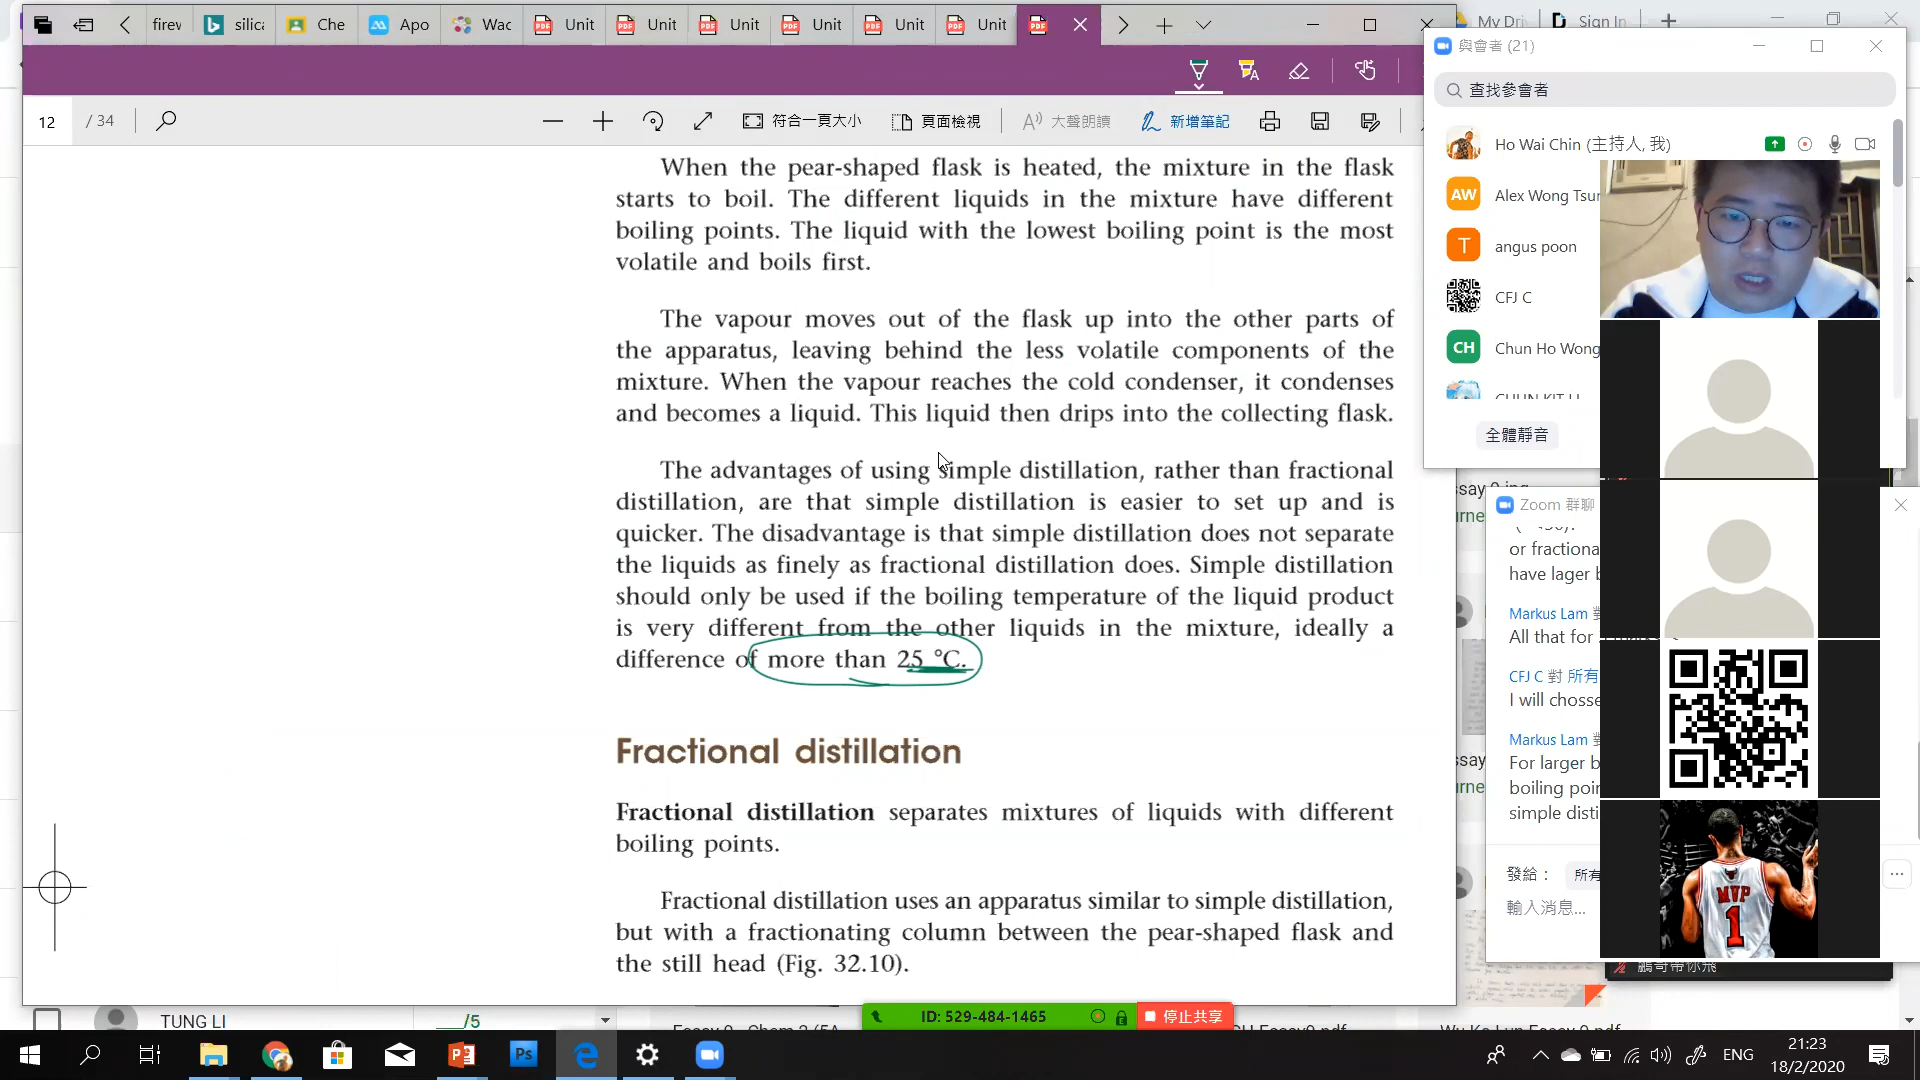 firev
silica
Che
Apo
Wac
Unit
Unit
Unit
Unit
Unit
Unit
My Dri
Sign In
12 / 34
符合一頁大小
頁面檢視
大聲朗讀
新增筆記
When the pear-shaped flask is heated, the mixture in the flask
starts to boil. The different liquids in the mixture have different
boiling points. The liquid with the lowest boiling point is the most
volatile and boils first.
The vapour moves out of the flask up into the other parts of
the apparatus, leaving behind the less volatile components of the
mixture. When the vapour reaches the cold condenser, it condenses
and becomes a liquid. This liquid then drips into the collecting flask.
The advantages of using simple distillation, rather than fractional
distillation, are that simple distillation is easier to set up and is
quicker. The disadvantage is that simple distillation does not separate
the liquids as finely as fractional distillation does. Simple distillation
should only be used if the boiling temperature of the liquid product
is very different from the other liquids in the mixture, ideally a
difference of more than 25 °C.
Fractional distillation
Fractional distillation separates mixtures of liquids with different
boiling points.
Fractional distillation uses an apparatus similar to simple distillation,
but with a fractionating column between the pear-shaped flask and
the still head (Fig. 32.10).
與會者 (21)
查找參會者
Ho Wai Chin (主持人, 我)
AW Alex Wong Tsun
T angus poon
CFJ C
CH Chun Ho Wong
全體靜音
Zoom 群聊
or fractiona
have lager b
Markus Lam 對
All that for
CFJ C 對 所有
I will chosse
Markus Lam 對
For larger b
boiling poin
simple disti
發給：
所有
輸入消息...
MVP
1
TUNG LI
___/5
ID: 529-484-1465
停止共享
ENG
21:23
18/2/2020